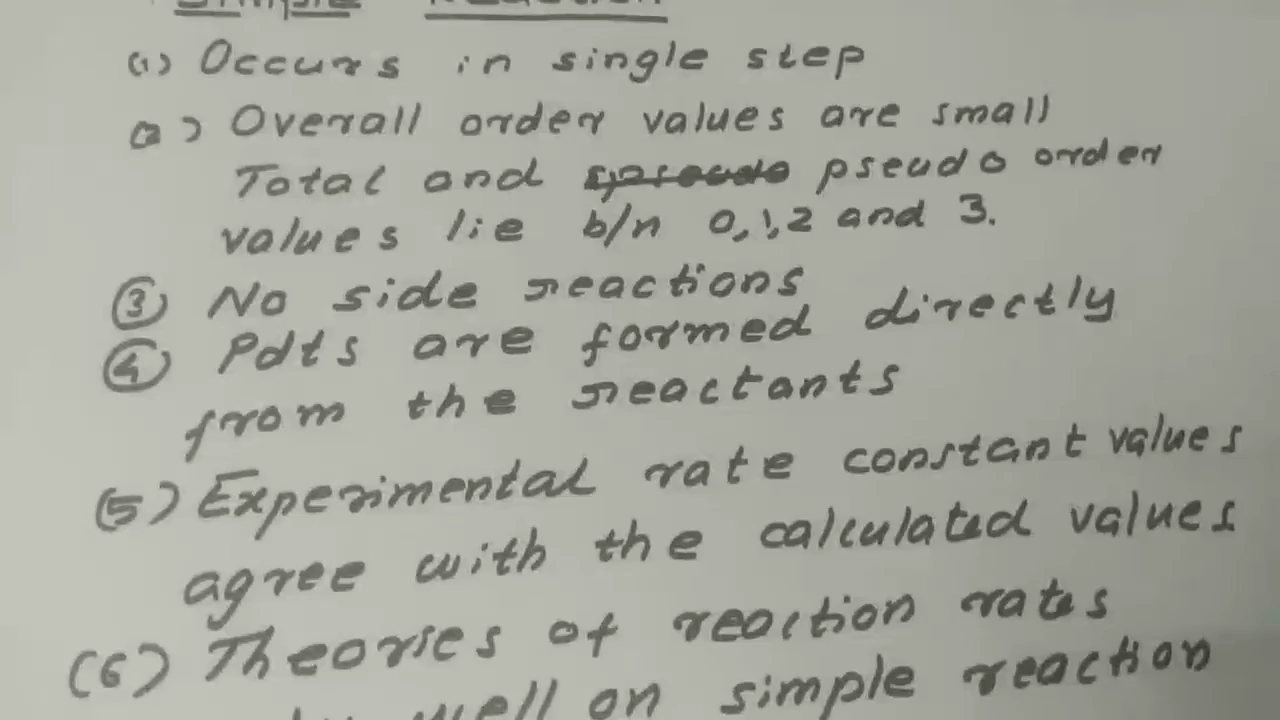 Simple Reaction
(1) Occurs in single step
(2) Overall order values are small
Total and pseudo order
values lie b/n 0,1,2 and 3.
(3) No side reactions
(4) Pdts are formed directly
from the reactants
(5) Experimental rate constant values
agree with the calculated values
(6) Theories of reaction rates
well on simple reaction